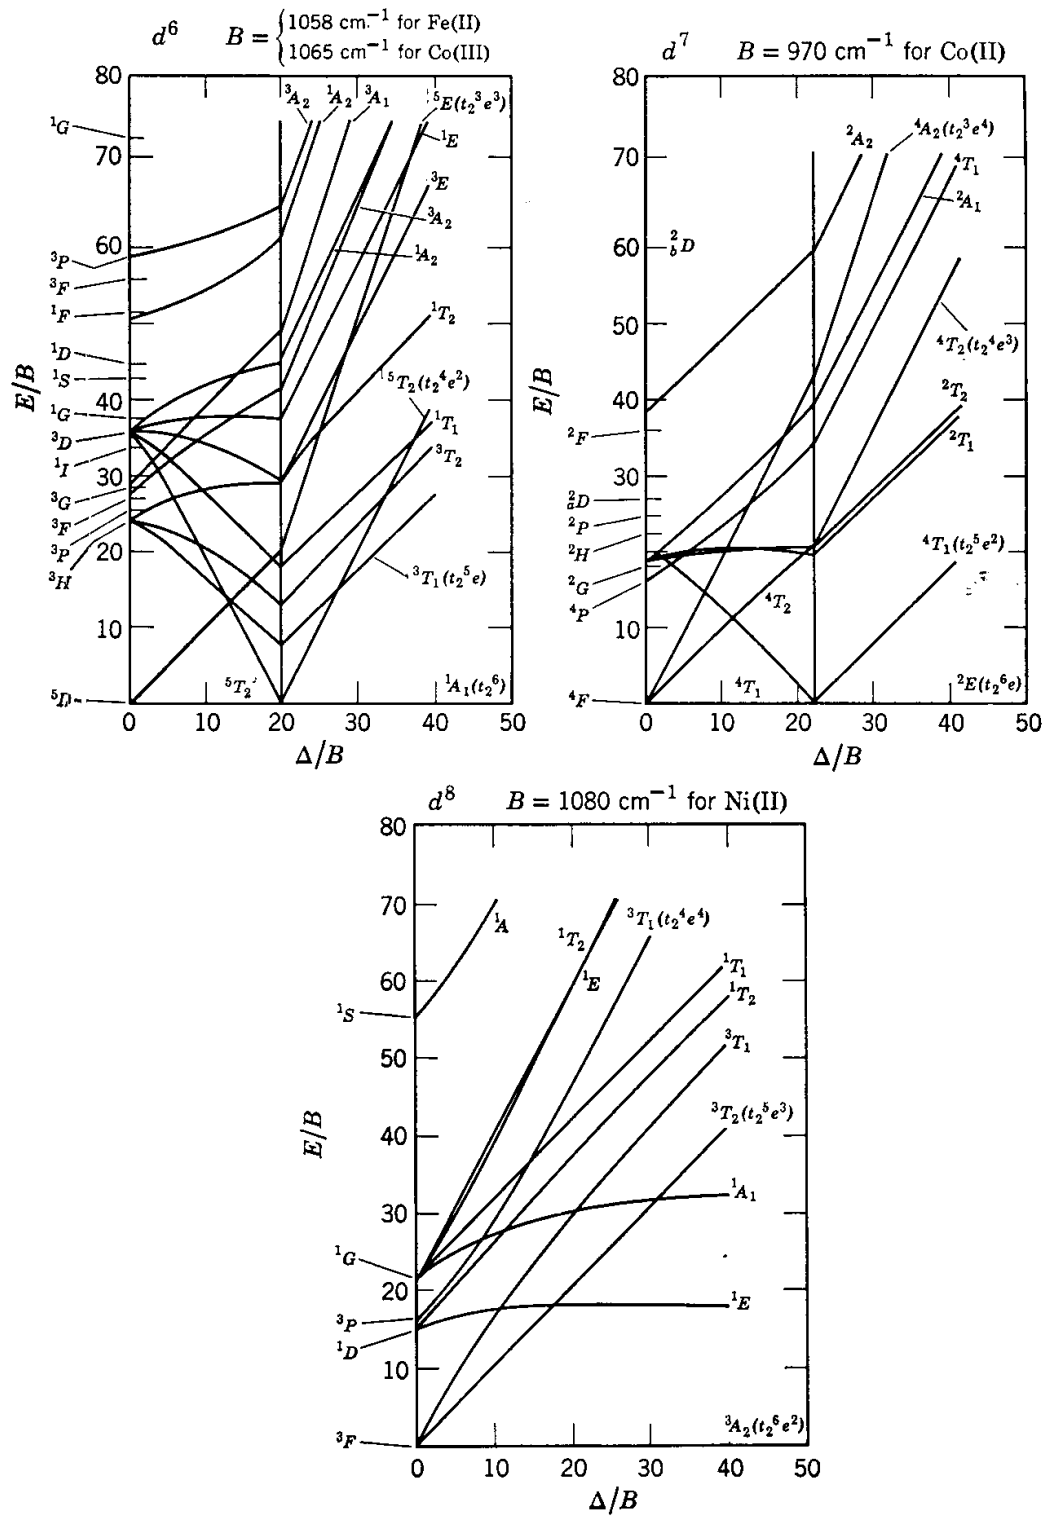 d⁶ B = { 1058 cm⁻¹ for Fe(II)
1065 cm⁻¹ for Co(III)
80
70
60
50
40
30
20
10
E/B
¹G
³P
³F
¹F
¹D
¹S
¹G
³D
¹I
³G
³F
³P
³H
⁵D
³A₂
¹A₂
³A₁
⁵E(t₂³e³)
¹E
³E
³A₂
¹A₂
¹T₂
⁵T₂(t₂⁴e²)
¹T₁
³T₂
³T₁(t₂⁵e)
⁵T₂
¹A₁(t₂⁶)
0 10 20 30 40 50
Δ/B
d⁷ B = 970 cm⁻¹ for Co(II)
80
70
60
50
40
30
20
10
E/B
²bD
²F
²aD
²P
²H
²G
⁴P
⁴F
²A₂
⁴A₂(t₂³e⁴)
⁴T₁
²A₁
⁴T₂(t₂⁴e³)
²T₂
²T₁
⁴T₁(t₂⁵e²)
⁴T₂
⁴T₁
²E(t₂⁶e)
0 10 20 30 40 50
Δ/B
d⁸ B = 1080 cm⁻¹ for Ni(II)
80
70
60
50
40
30
20
10
E/B
¹S
¹G
³P
¹D
³F
¹A
¹T₂
¹E
³T₁(t₂⁴e⁴)
¹T₁
¹T₂
³T₁
³T₂(t₂⁵e³)
¹A₁
¹E
³A₂(t₂⁶e²)
0 10 20 30 40 50
Δ/B